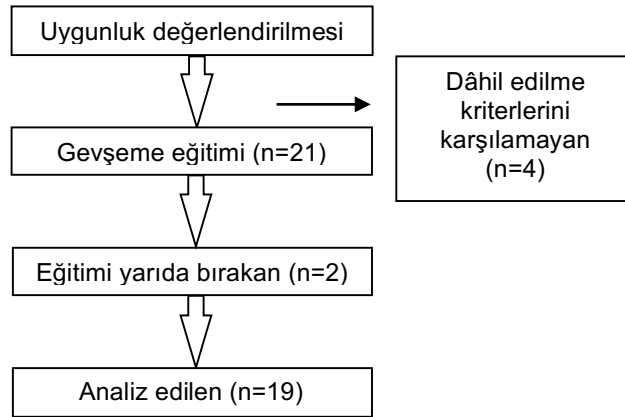 Uygunluk değerlendirilmesi
Dâhil edilme
kriterlerini
karşılamayan
(n=4)
Gevşeme eğitimi (n=21)
Eğitimi yarıda bırakan (n=2)
Analiz edilen (n=19)